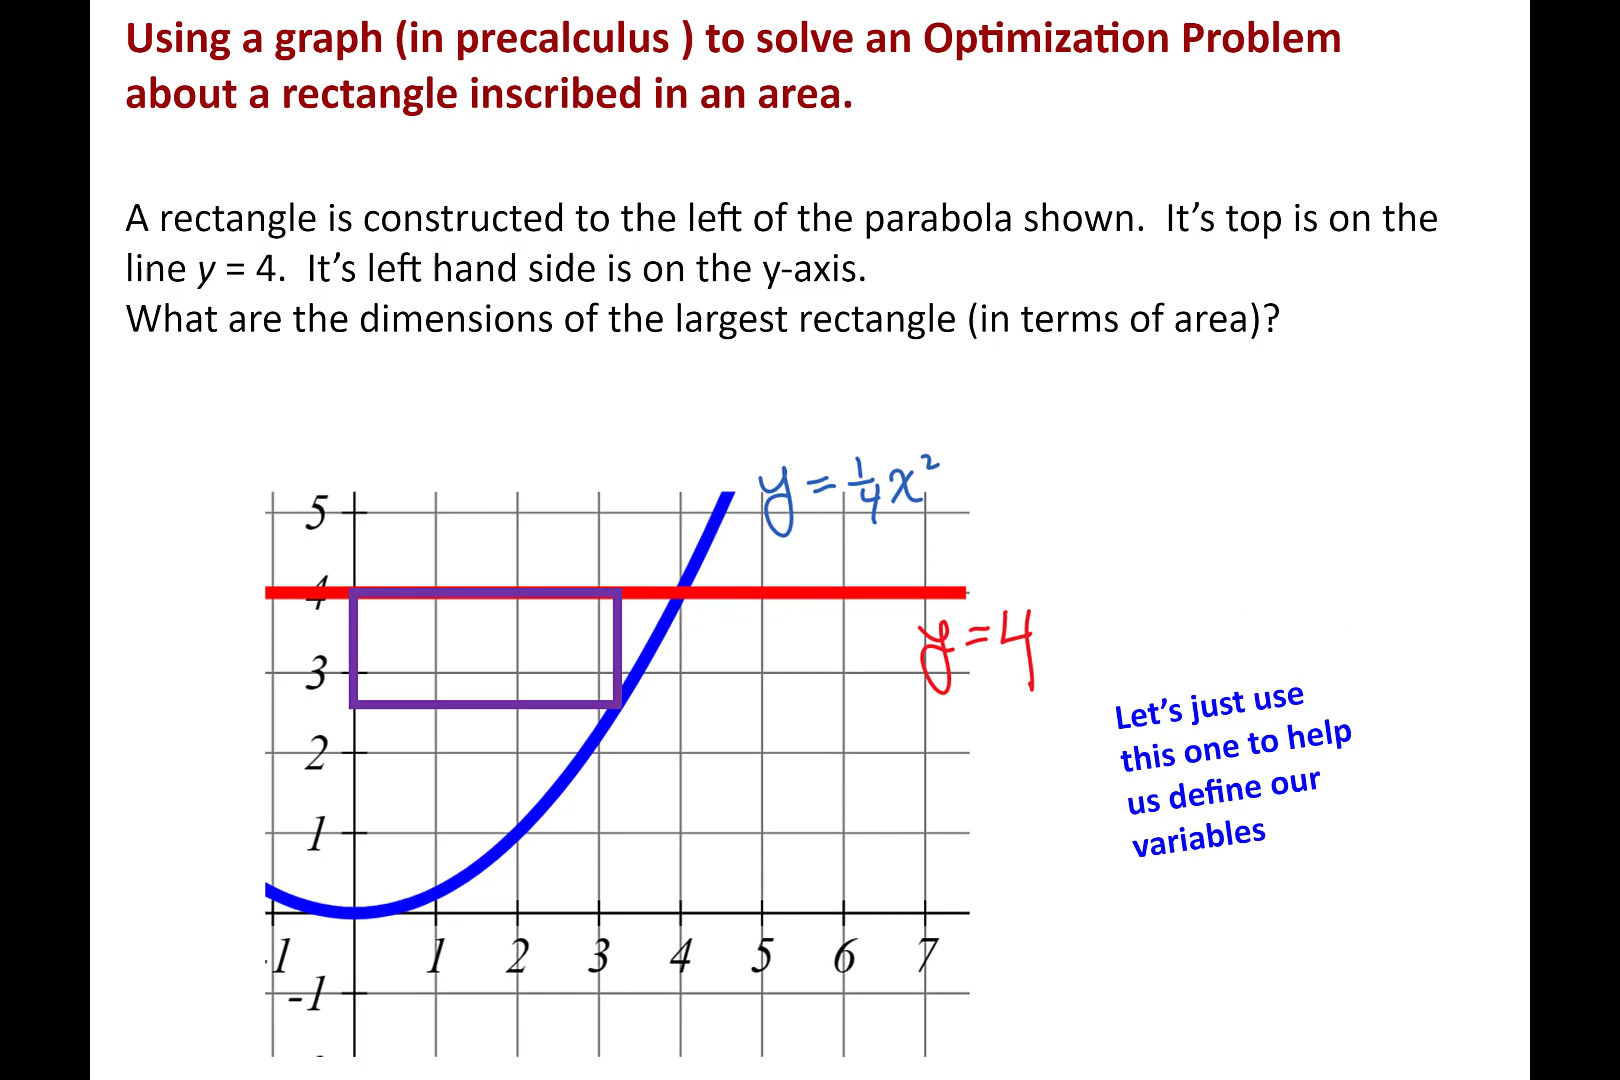 Using a graph (in precalculus ) to solve an Optimization Problem
about a rectangle inscribed in an area.
A rectangle is constructed to the left of the parabola shown.  It’s top is on the
line y = 4.  It’s left hand side is on the y-axis.
What are the dimensions of the largest rectangle (in terms of area)?
y = 1/4 x²
5
4
y = 4
3
Let’s just use
this one to help
us define our
variables
2
1
-1 1 2 3 4 5 6 7
-1